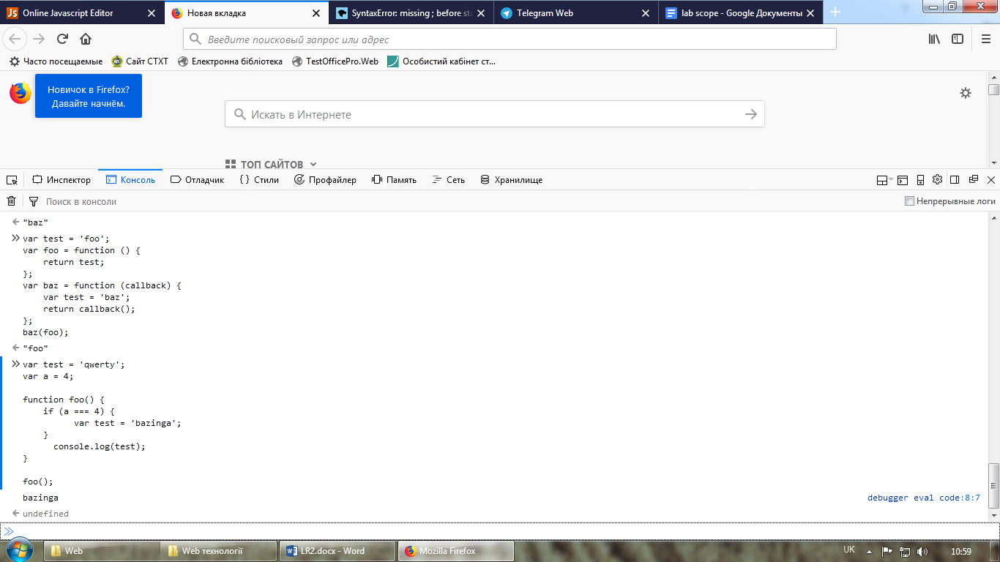 Online Javascript Editor
Новая вкладка
SyntaxError: missing ; before sta
Telegram Web
lab scope - Google Документы
Введите поисковый запрос или адрес
Часто посещаемые
Сайт СТХТ
Електронна бібліотека
TestOfficePro.Web
Особистий кабінет ст...
Новичок в Firefox?
Давайте начнём.
Искать в Интернете
ТОП САЙТОВ
Инспектор
Консоль
Отладчик
Стили
Профайлер
Память
Сеть
Хранилище
Поиск в консоли
Непрерывные логи
"baz"
var test = 'foo';
var foo = function () {
return test;
};
var baz = function (callback) {
var test = 'baz';
return callback();
};
baz(foo);
"foo"
var test = 'qwerty';
var a = 4;
function foo() {
if (a === 4) {
var test = 'bazinga';
}
console.log(test);
}
foo();
bazinga
debugger eval code:8:7
undefined
Web
Web технології
LR2.docx - Word
Mozilla Firefox
UK
10:59